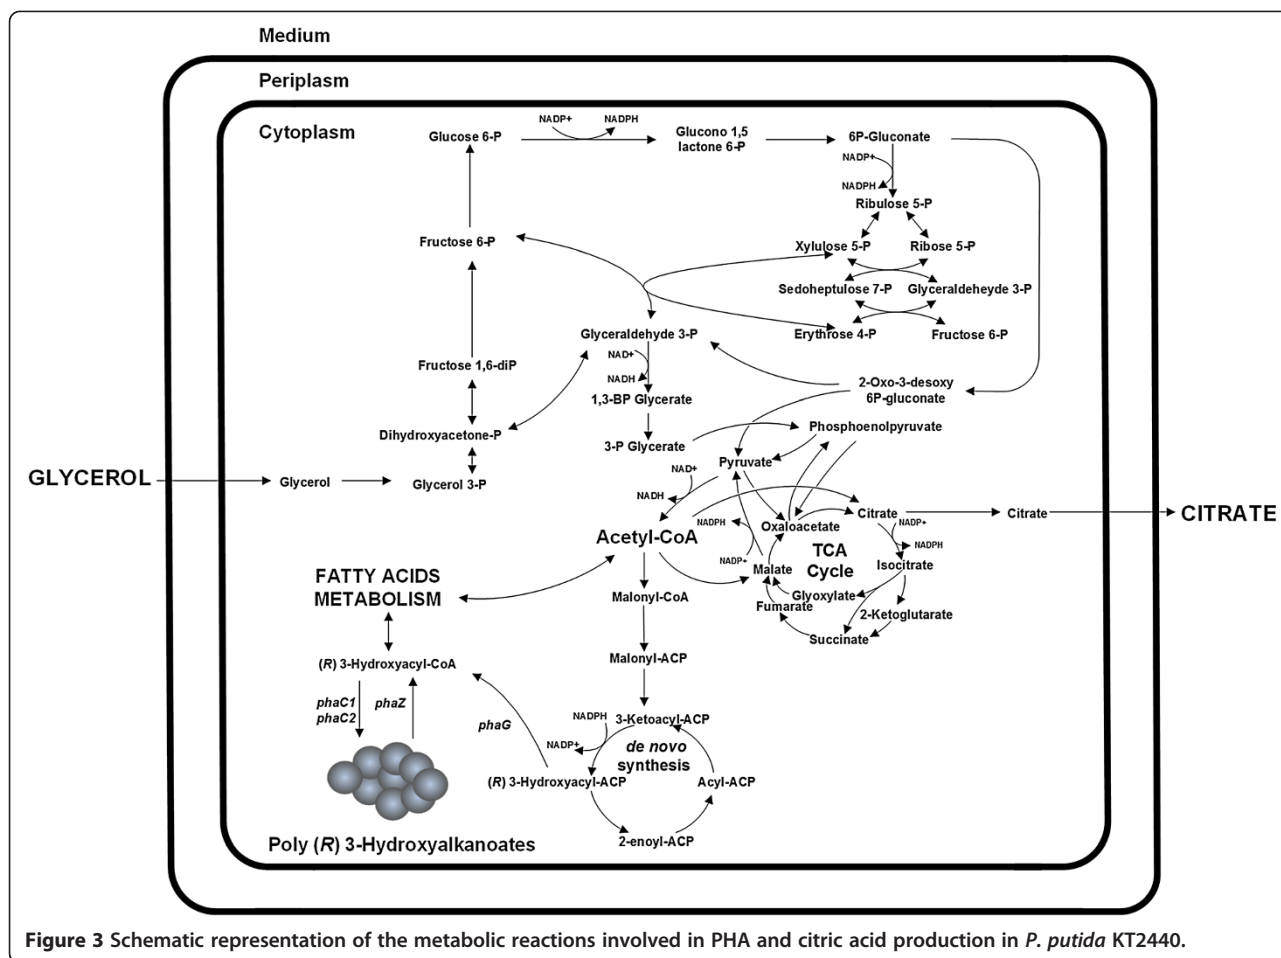 Medium
Periplasm
Cytoplasm
Glucose 6-P
NADP+
NADPH
Glucono 1,5
lactone 6-P
6P-Gluconate
NADP+
NADPH
Ribulose 5-P
Fructose 6-P
Xylulose 5-P
Ribose 5-P
Sedoheptulose 7-P
Glyceraldeheyde 3-P
Glyceraldehyde 3-P
Erythrose 4-P
Fructose 6-P
NAD+
NADH
Fructose 1,6-diP
1,3-BP Glycerate
2-Oxo-3-desoxy
6P-gluconate
Dihydroxyacetone-P
3-P Glycerate
Phosphoenolpyruvate
Pyruvate
GLYCEROL
Glycerol
Glycerol 3-P
NAD+
NADH
NADPH
NADP+
Acetyl-CoA
Oxaloacetate
Citrate
Citrate
CITRATE
NADP+
NADPH
TCA
Cycle
Isocitrate
Malate
Glyoxylate
Fumarate
2-Ketoglutarate
Succinate
FATTY ACIDS
METABOLISM
Malonyl-CoA
Malonyl-ACP
(R) 3-Hydroxyacyl-CoA
phaC1
phaC2
phaZ
phaG
NADPH
NADP+
3-Ketoacyl-ACP
de novo
synthesis
(R) 3-Hydroxyacyl-ACP
Acyl-ACP
2-enoyl-ACP
Poly (R) 3-Hydroxyalkanoates
Figure 3 Schematic representation of the metabolic reactions involved in PHA and citric acid production in P. putida KT2440.